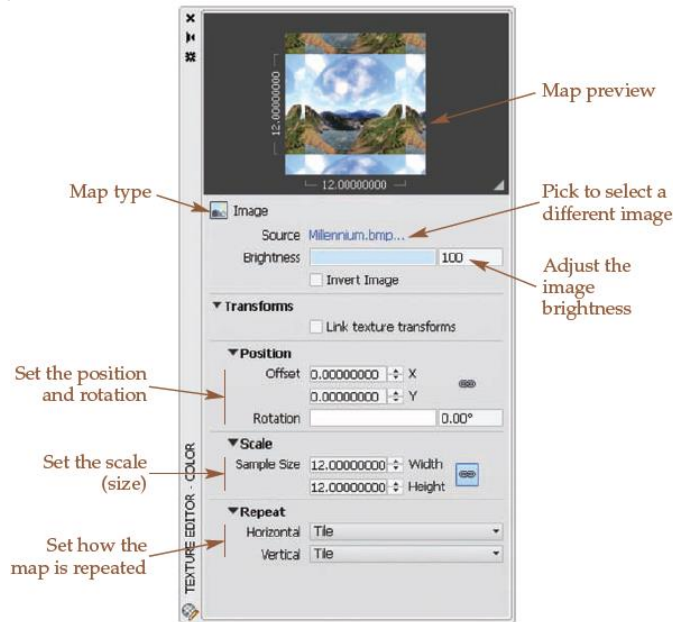 12.00000000
12.00000000
Map preview
Map type
Image
Pick to select a
different image
Source Millennium.bmp...
Brightness 100
Adjust the
image
brightness
Invert Image
Transforms
Link texture transforms
Position
Set the position
and rotation
Offset 0.00000000 X
0.00000000 Y
Rotation 0.00°
Scale
Set the scale
(size)
Sample Size 12.00000000 Width
12.00000000 Height
Repeat
Set how the
map is repeated
Horizontal Tile
Vertical Tile
TEXTURE EDITOR - COLOR